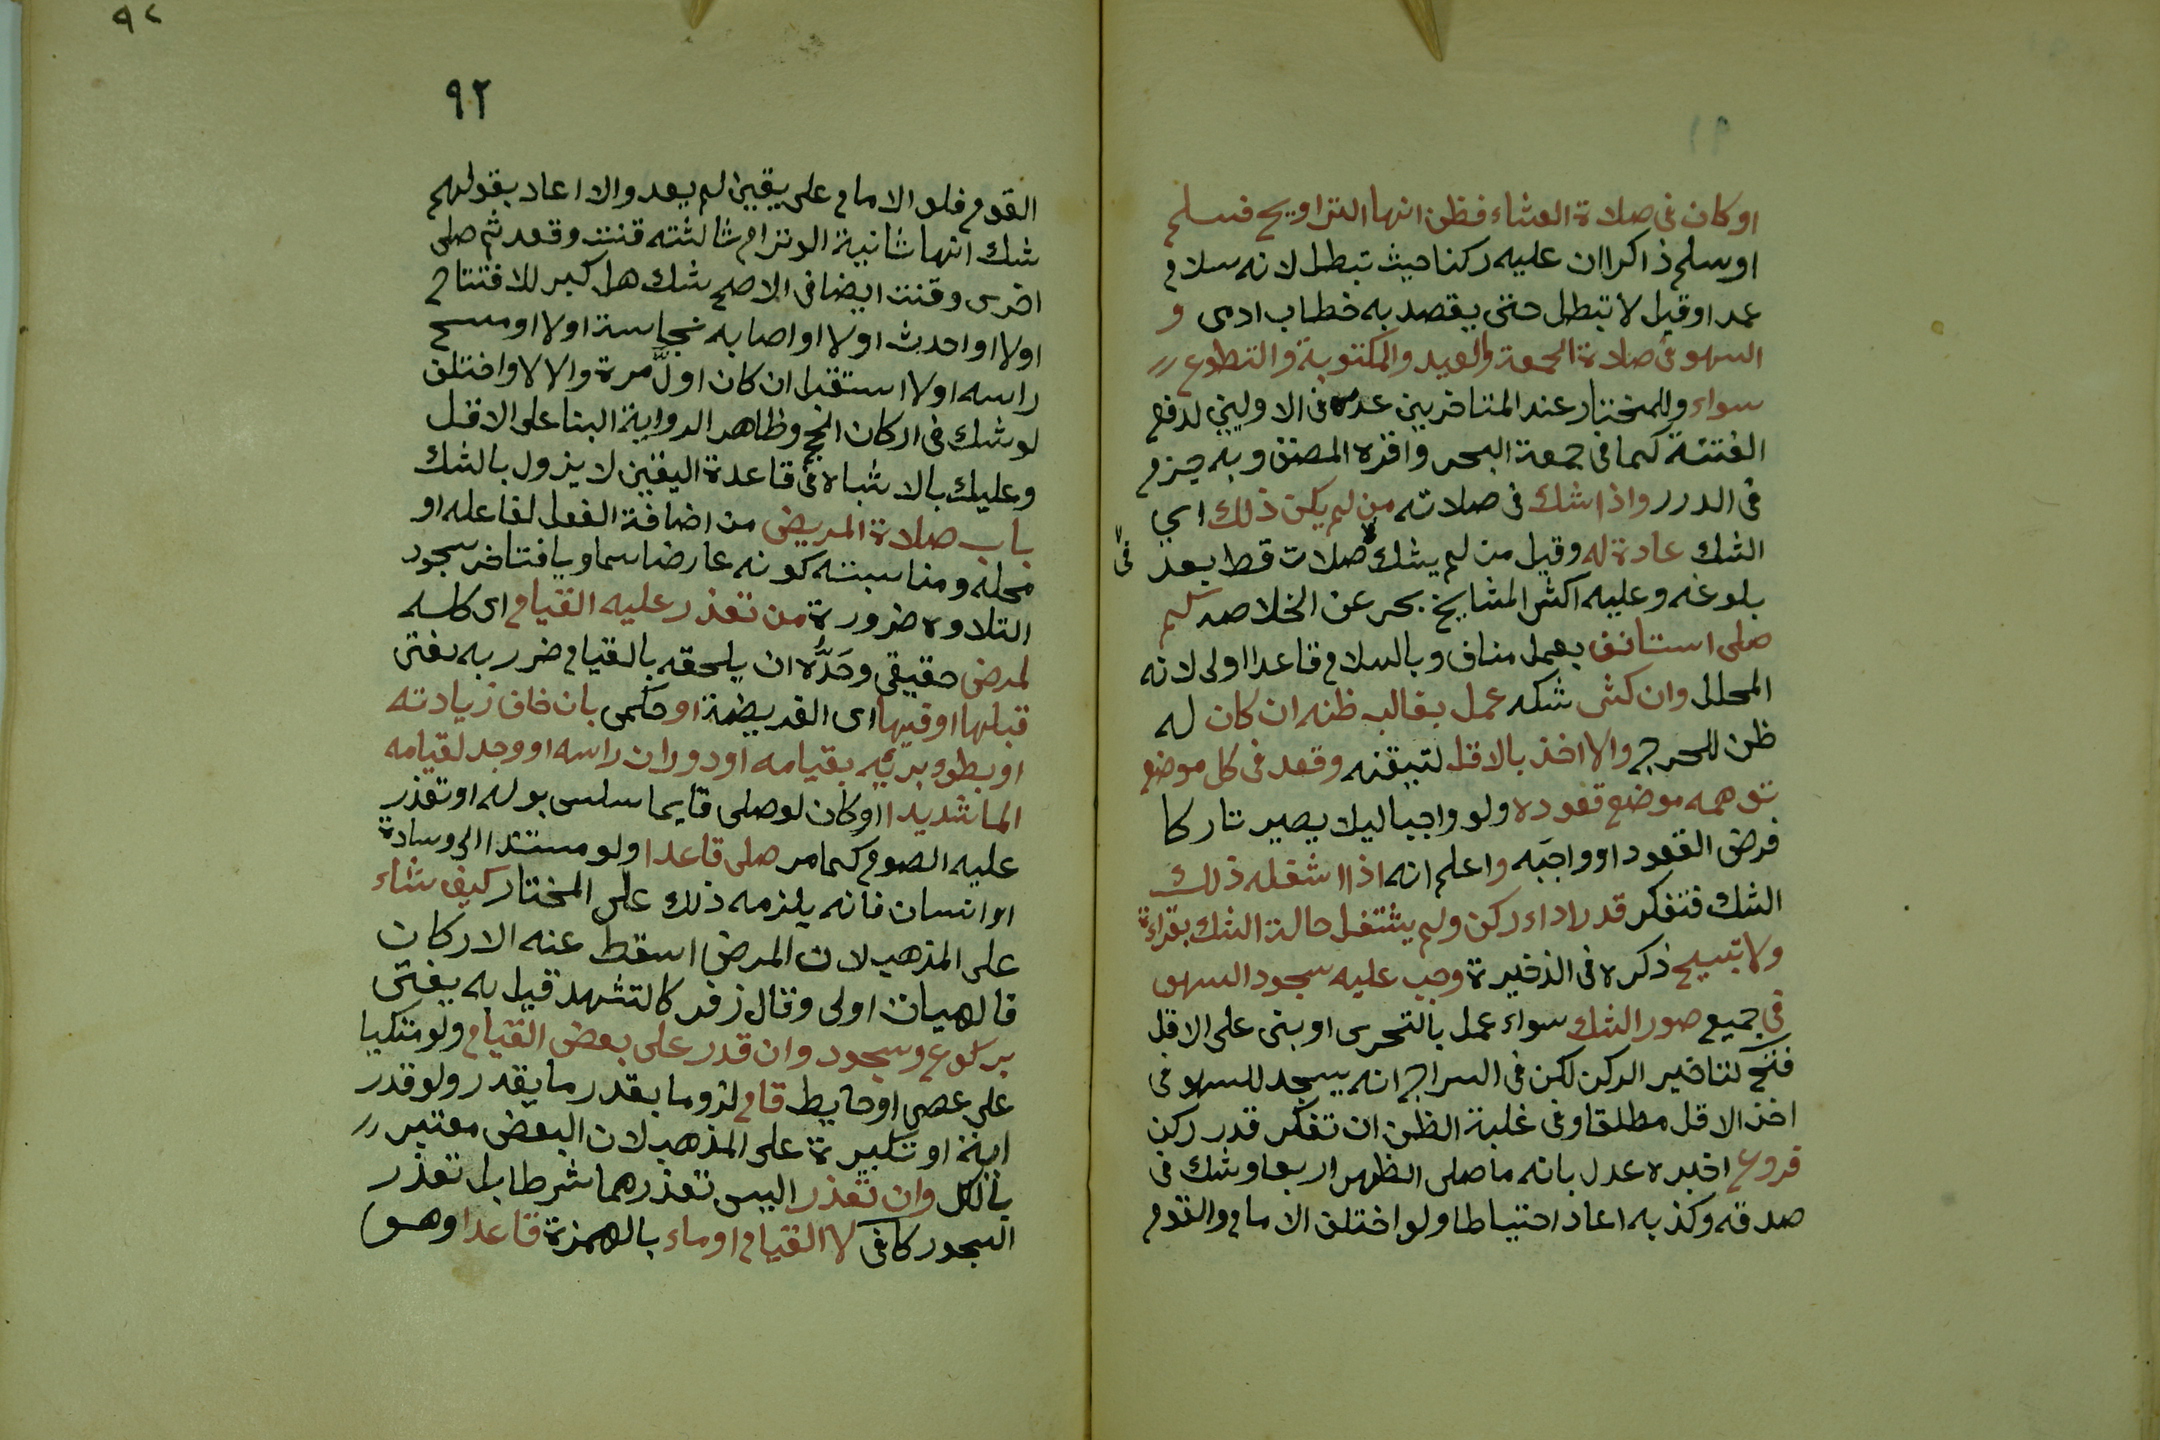 او كان فى صلاة العشاء فظن انها التراويح فسلم
او سلم ذاكرا ان عليه ركنا حيث تبطل لانه سلام
عمد او قيل لا تبطل حتى يقصد به خطاب ادمى و
السهو فى صلاة الجمعة والعيد والمكتوبة والتطوع
سواء والمختار عند المتاخرين عدمه فى الاوليين لدفع
الفتنة كما فى جمعة البحر واقره المصنف وبه جزم
فى الدرر واذا شك فى صلاته من لم يكن ذلك اي
الشك عادة له وقيل من لم يشك فى صلات قط بعد
بلوغه وعليه اكثر المشايخ بحر عن الخلاصه كم
صلى استانف بعمل مناف وبالسلام قاعدا اولى لانه
المحلل وان كثر شكه عمل بغالب ظنه ان كان له
ظن للحرج والا اخذ بالاقل لتيقنه وقعد فى كل موضع
توهمه موضع قعوده ولو واجبا ليلا يصير تاركا
فرض القعود او واجبه واعلم انه اذا اشغله ذلك
الشك فتفكر قدر اداء ركن ولم يشتغل حالة الشك بقراءة
ولا تسبيح ذكره فى الذخيرة وجب عليه سجود السهو
فى جميع صور الشك سواء عمل بالتحرى او بنى على الاقل
فتح لتاخير الركن لكن فى السراج انه يسجد للسهو فى
اخذ الاقل مطلقا وفى غلبة الظن ان تفكر قدر ركن
فروع اخبره عدل بانه ما صلى الظهر اربعا وشك فى
صدقه وكذبه اعاد احتياطا ولو اختلف الامام والقوم
٩٢
القوم فلو الامام على يقين لم يعد والا اعاد بقولهم
شك انها ثانية الوتر ام ثالثته قنت وقعد ثم صلى
اخرى وقنت ايضا فى الاصح شك هل كبر للافتتاح
اولا او احدث اولا او اصابه نجاسة اولا او مسح
راسه اولا استقبل ان كان اول مرة والا لا واختلف
لو شك فى اركان الحج وظاهر الرواية البنا على الاقل
وعليك بالاشباه فى قاعدة اليقين لا يزول بالشك
باب صلاة المريض من اضافة الفعل لفاعله او
محله ومناسبته كونه عارضا سماويا فتاخر سجود
التلاوه ضرورة من تعذر عليه القيام اى كله
لمرض حقيقي وحَدُّه ان يلحقه بالقيام ضرر به يفتى
قبلها او فيها اى الفريضة او حكمى بان خاف زيادته
او بطؤ برئه بقيامه او دوران راسه او وجد لقيامه
الما شديدا او كان لو صلى قايما سلس بوله او تعذر
عليه الصوم كما مر صلى قاعدا ولو مستندا الى وسادة
او انسان فانه يلزمه ذلك على المختار كيف شاء
على المذهب لان المرض اسقط عنه الاركان
فالهيات اولى وقال زفر كالتشهد قيل به يفتى
بركوع وسجود وان قدر على بعض القيام ولو متكيا
على عصى او حايط قام لزوما بقدر ما يقدر ولو قدر
اية او تكبيرة على المذهب لان البعض معتبر
بالكل وان تعذر اليس تعذرهما شرطا بل تعذر
السجود كافى لا القيام اوماء بالهمزة قاعدا وهو